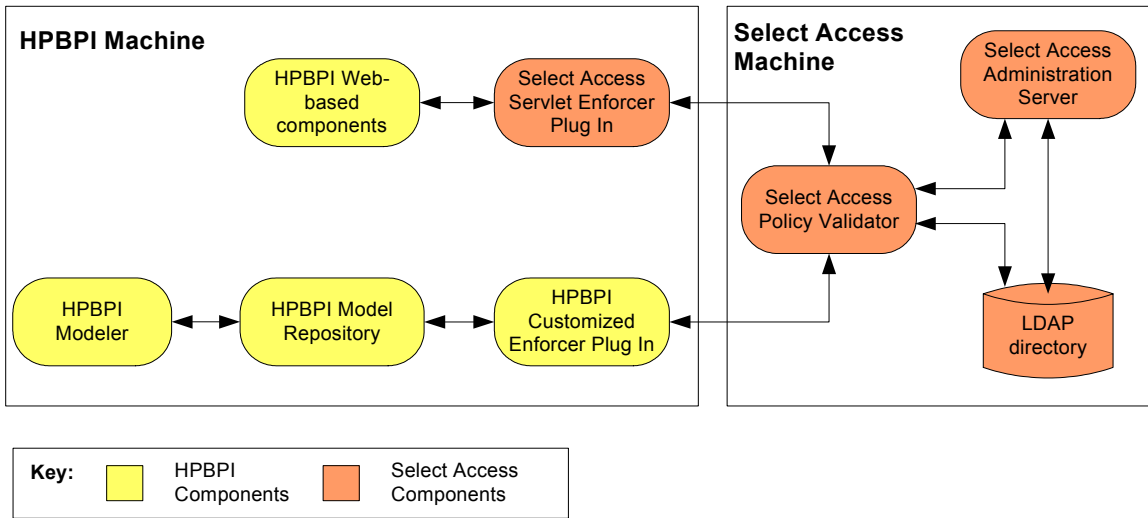 HPBPI Machine
HPBPI Web-
based
components
Select Access
Servlet Enforcer
Plug In
HPBPI
Modeler
HPBPI Model
Repository
HPBPI
Customized
Enforcer Plug In
Select Access
Machine
Select Access
Administration
Server
Select Access
Policy Validator
LDAP
directory
Key:
HPBPI
Components
Select Access
Components